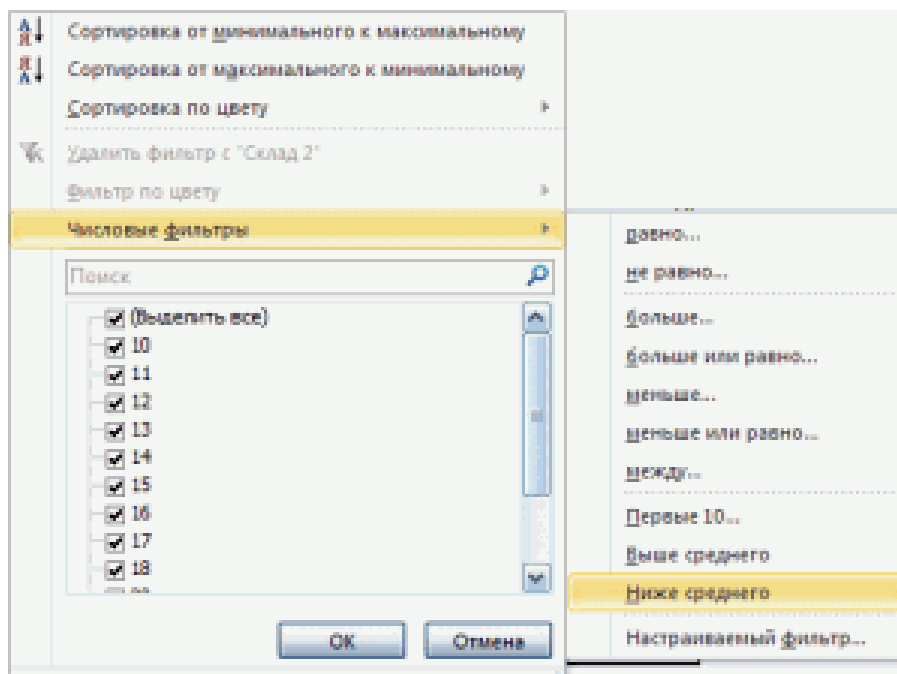 Сортировка от минимального к максимальному
Сортировка от максимального к минимальному
Сортировка по цвету
Удалить фильтр с "Склад 2"
Фильтр по цвету
Числовые фильтры
Поиск
(Выделить все)
10
11
12
13
14
15
16
17
18
ОК
Отмена
равно...
не равно...
больше...
больше или равно...
меньше...
меньше или равно...
между...
Первые 10...
Выше среднего
Ниже среднего
Настраиваемый фильтр...